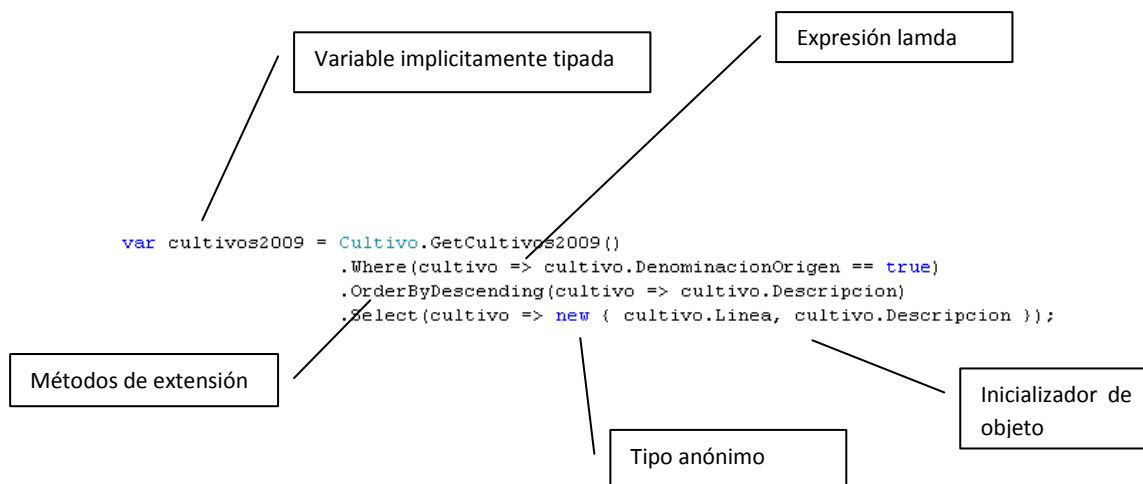 Variable implicitamente tipada
Expresión lamda
var cultivos2009 = Cultivo.GetCultivos2009()
.Where(cultivo => cultivo.DenominacionOrigen == true)
.OrderByDescending(cultivo => cultivo.Descripcion)
.Select(cultivo => new { cultivo.Linea, cultivo.Descripcion });
Métodos de extensión
Inicializador de
objeto
Tipo anónimo